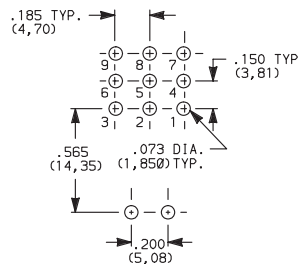 .185 TYP.
(4,70)
9 8 7
.150 TYP
(3,81)
6 5 4
3 2 1
.565
(14,35)
.073 DIA.
(1,850)TYP.
.200
(5,08)